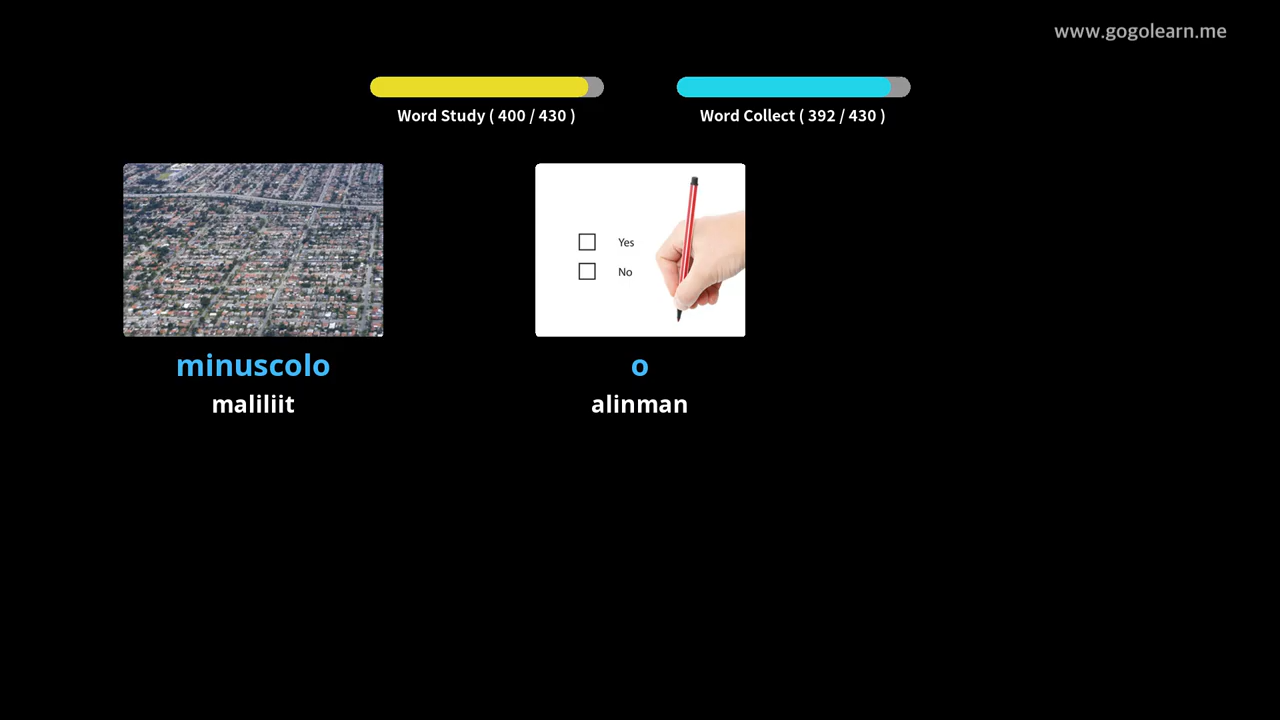 www.gogolearn.me
Word Study ( 400 / 430 )
Word Collect ( 392 / 430 )
Yes
No
minuscolo
maliliit
o
alinman